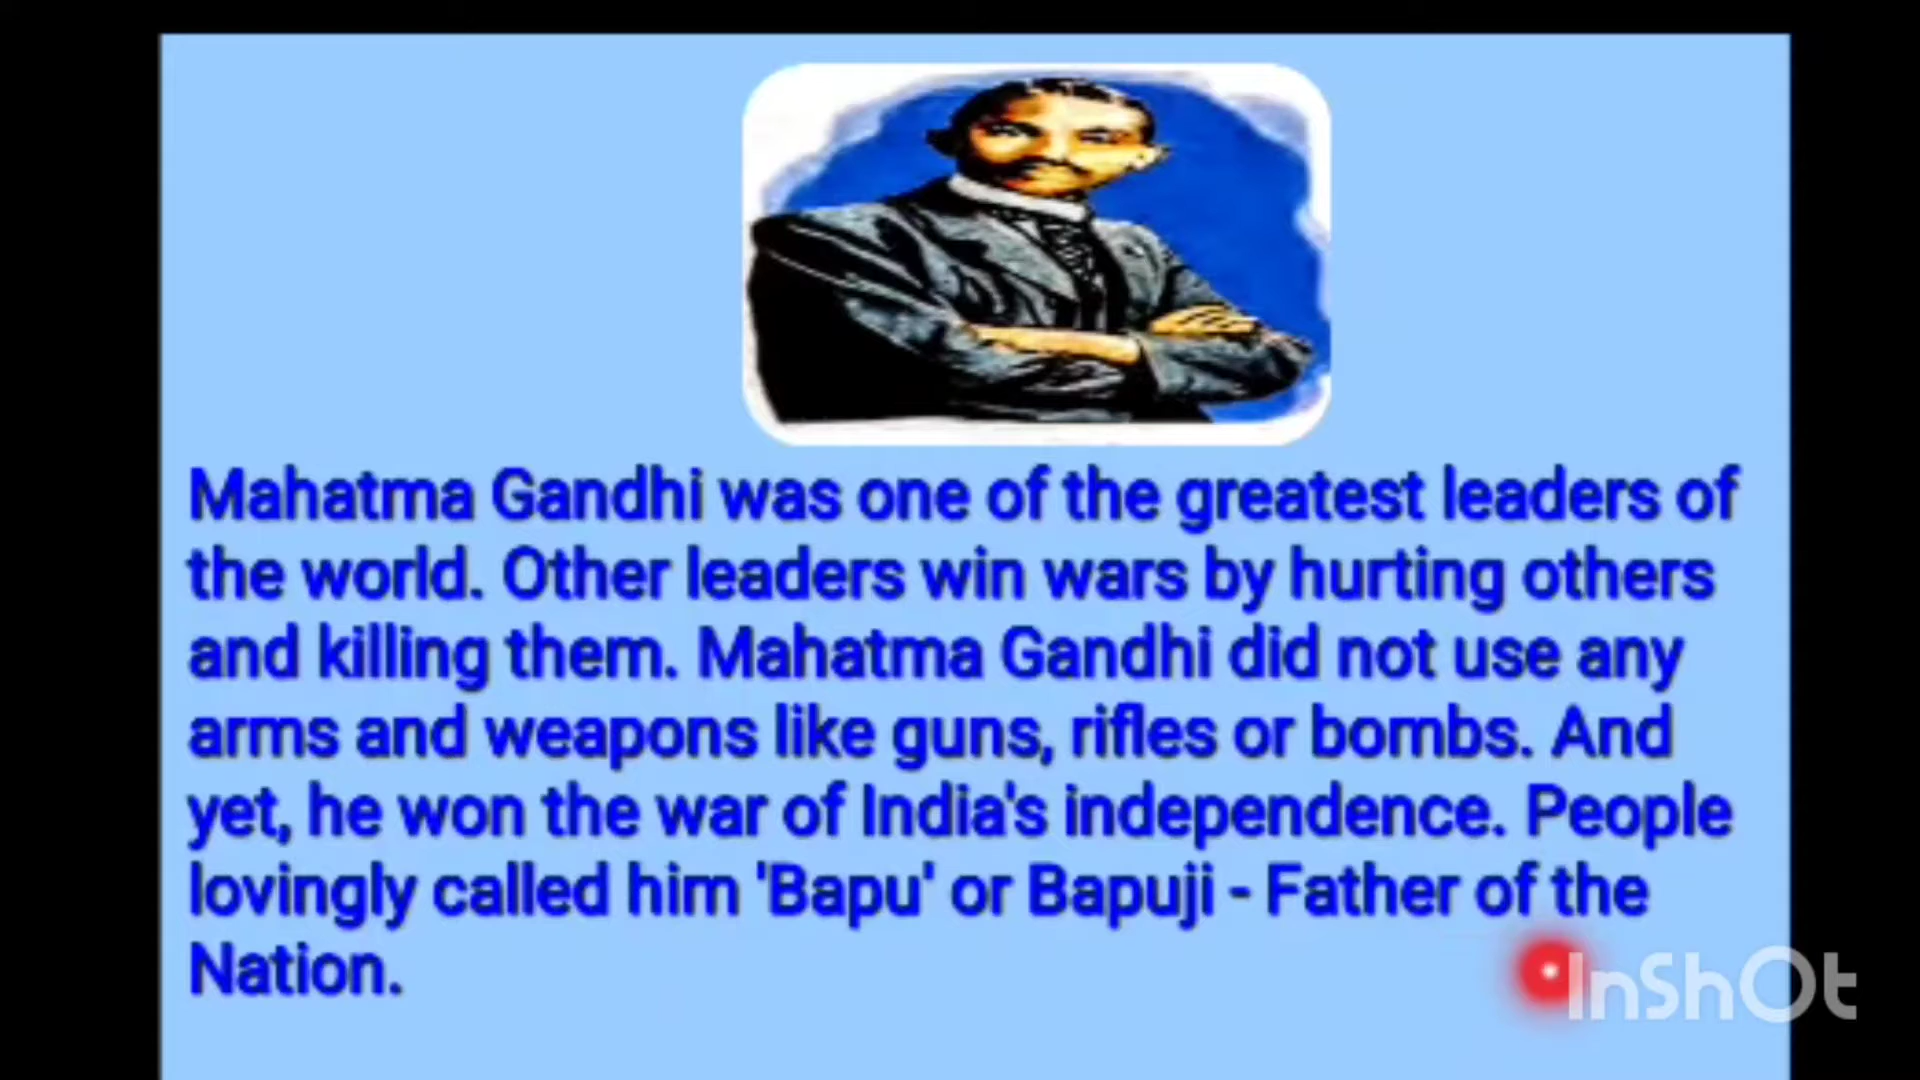 Mahatma Gandhi was one of the greatest leaders of
the world. Other leaders win wars by hurting others
and killing them. Mahatma Gandhi did not use any
arms and weapons like guns, rifles or bombs. And
yet, he won the war of India's independence. People
lovingly called him 'Bapu' or Bapuji - Father of the
Nation.
InShOt